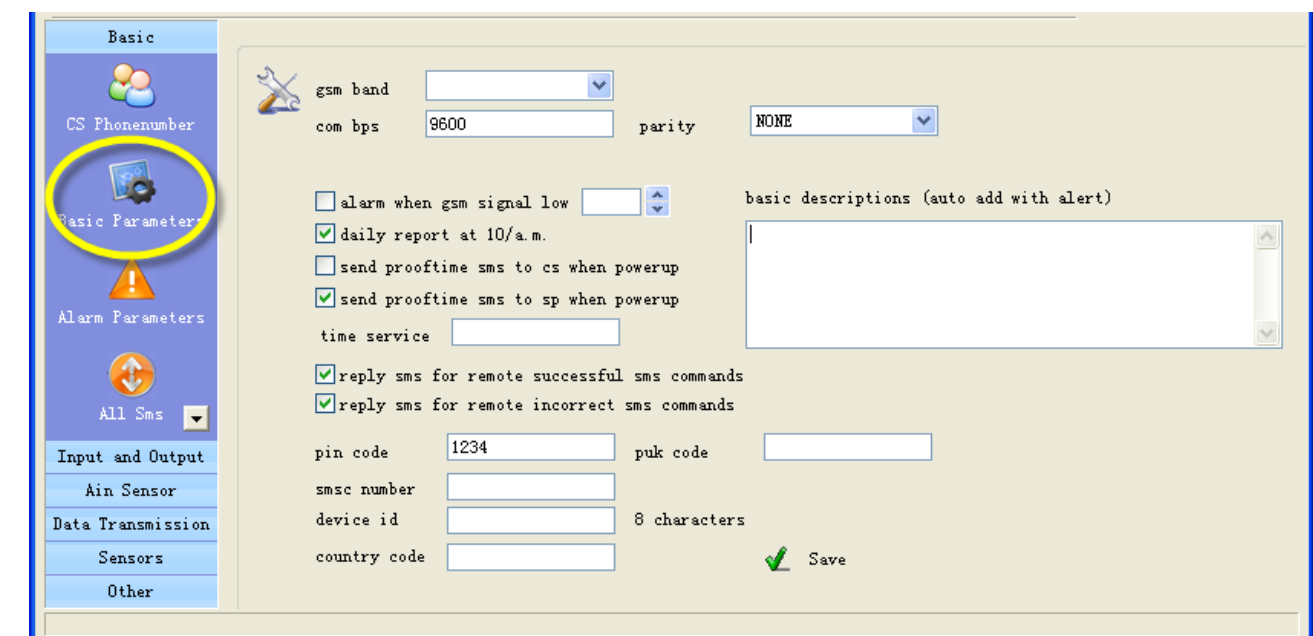 Basic
CS Phonenumber
Basic Parameters
Alarm Parameters
All Sms
Input and Output
Ain Sensor
Data Transmission
Sensors
Other
gsm band
com bps 9600 parity NONE
alarm when gsm signal low
daily report at 10/a.m.
send prooftime sms to cs when powerup
send prooftime sms to sp when powerup
time service
basic descriptions (auto add with alert)
reply sms for remote successful sms commands
reply sms for remote incorrect sms commands
pin code 1234 puk code
smsc number
device id 8 characters
country code
Save